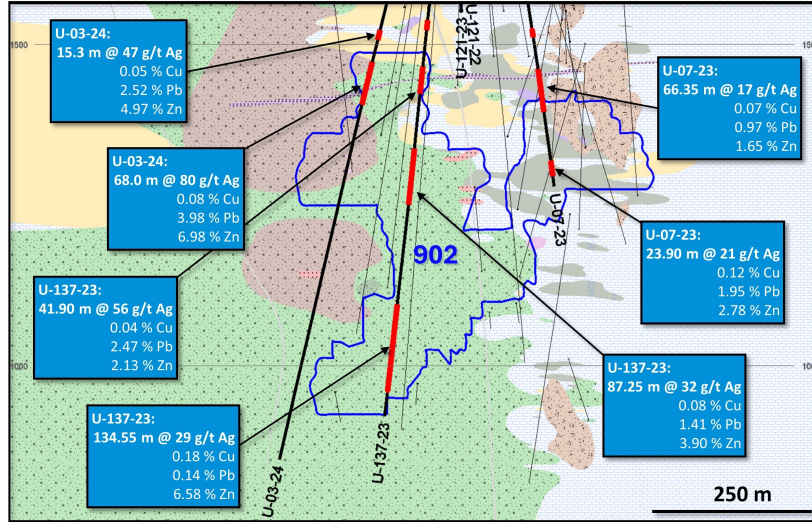 U-03-24:
15.3 m @ 47 g/t Ag
0.05 % Cu
2.52 % Pb
4.97 % Zn
U-03-24:
68.0 m @ 80 g/t Ag
0.08 % Cu
3.98 % Pb
6.98 % Zn
U-137-23:
41.90 m @ 56 g/t Ag
0.04 % Cu
2.47 % Pb
2.13 % Zn
U-137-23:
134.55 m @ 29 g/t Ag
0.18 % Cu
0.14 % Pb
6.58 % Zn
U-07-23:
66.35 m @ 17 g/t Ag
0.07 % Cu
0.97 % Pb
1.65 % Zn
U-07-23:
23.90 m @ 21 g/t Ag
0.12 % Cu
1.95 % Pb
2.78 % Zn
U-137-23:
87.25 m @ 32 g/t Ag
0.08 % Cu
1.41 % Pb
3.90 % Zn
1500
1500
1000
U-121-22
U-07-23
902
U-03-24
U-137-23
250 m